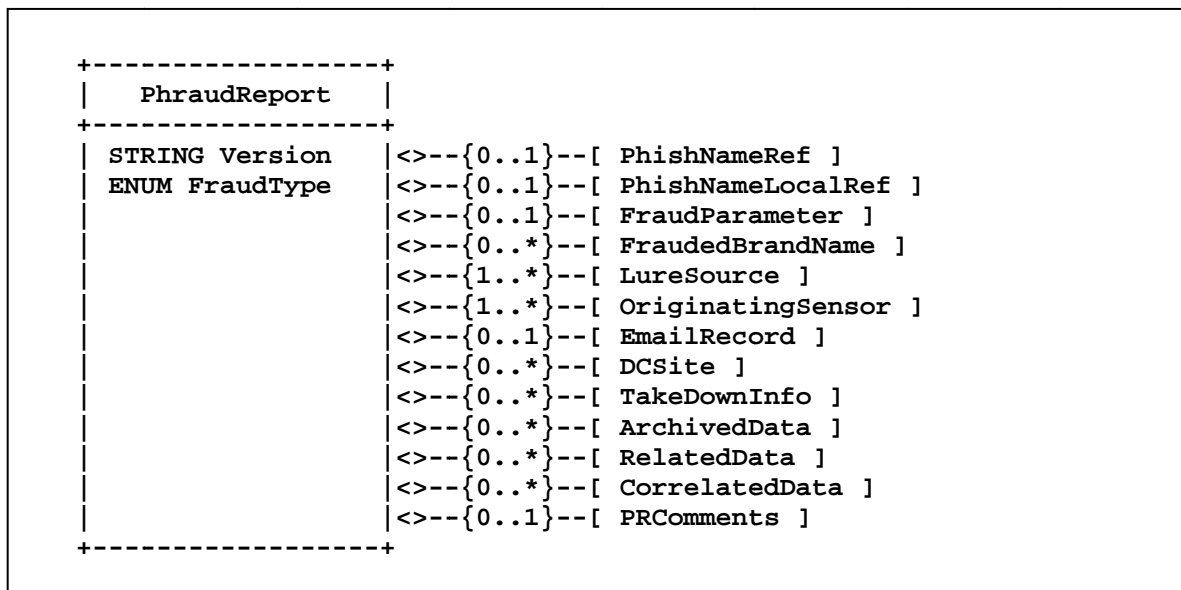 +------------------+
|   PhraudReport   |
+------------------+
| STRING Version   |<>--{0..1}--[ PhishNameRef ]
| ENUM FraudType   |<>--{0..1}--[ PhishNameLocalRef ]
|                  |<>--{0..1}--[ FraudParameter ]
|                  |<>--{0..*}--[ FraudedBrandName ]
|                  |<>--{1..*}--[ LureSource ]
|                  |<>--{1..*}--[ OriginatingSensor ]
|                  |<>--{0..1}--[ EmailRecord ]
|                  |<>--{0..*}--[ DCSite ]
|                  |<>--{0..*}--[ TakeDownInfo ]
|                  |<>--{0..*}--[ ArchivedData ]
|                  |<>--{0..*}--[ RelatedData ]
|                  |<>--{0..*}--[ CorrelatedData ]
|                  |<>--{0..1}--[ PRComments ]
+------------------+